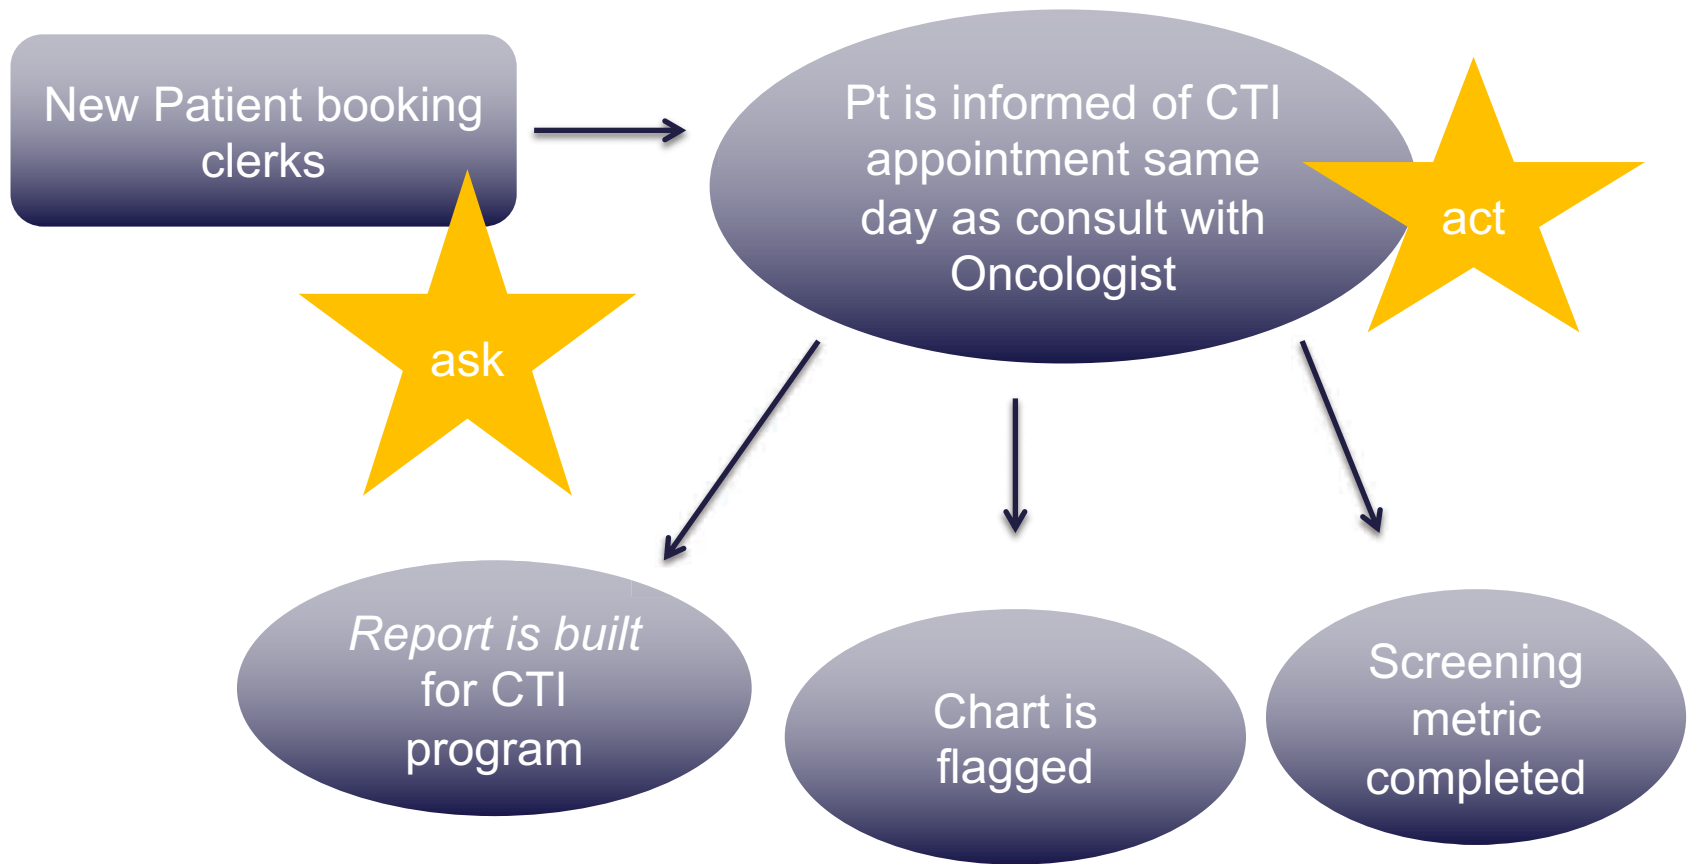 New Patient booking
clerks
ask
Pt is informed of CTI
appointment same
day as consult with
Oncologist
act
Report is built
for CTI
program
Chart is
flagged
Screening
metric
completed